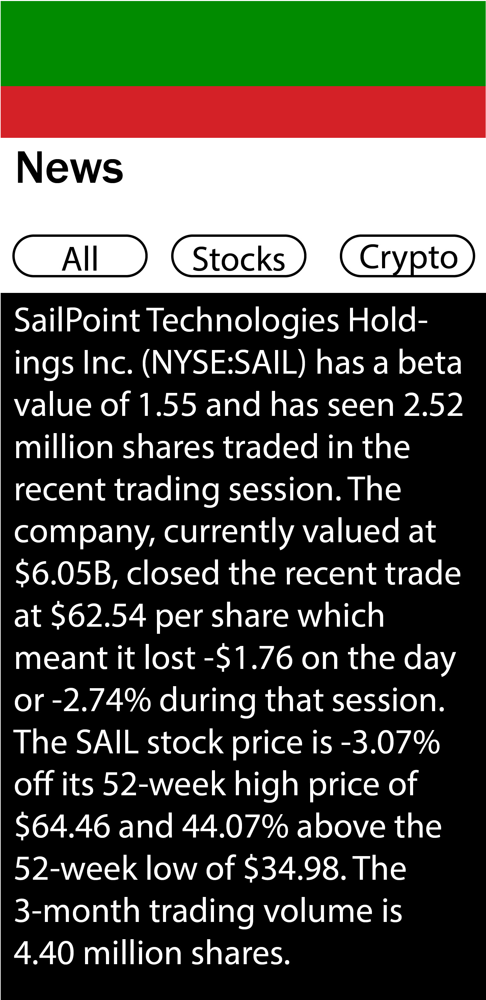 News
All Stocks Crypto
SailPoint Technologies Hold-
ings Inc. (NYSE:SAIL) has a beta
value of 1.55 and has seen 2.52
million shares traded in the
recent trading session. The
company, currently valued at
$6.05B, closed the recent trade
at $62.54 per share which
meant it lost -$1.76 on the day
or -2.74% during that session.
The SAIL stock price is -3.07%
off its 52-week high price of
$64.46 and 44.07% above the
52-week low of $34.98. The
3-month trading volume is
4.40 million shares.